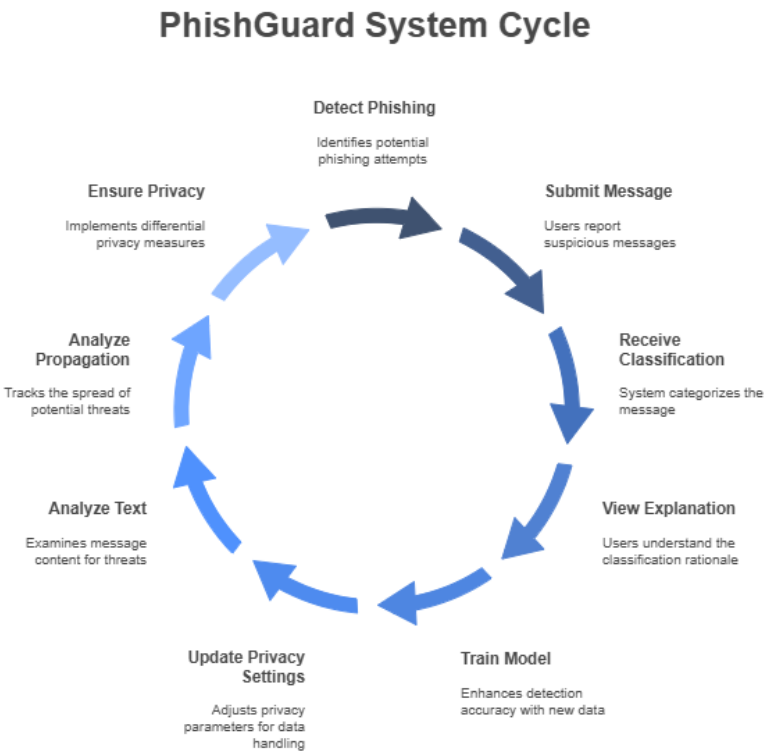 PhishGuard System Cycle
Detect Phishing
Identifies potential
phishing attempts
Submit Message
Users report
suspicious messages
Receive
Classification
System categorizes the
message
View Explanation
Users understand the
classification rationale
Train Model
Enhances detection
accuracy with new data
Update Privacy
Settings
Adjusts privacy
parameters for data
handling
Analyze Text
Examines message
content for threats
Analyze
Propagation
Tracks the spread of
potential threats
Ensure Privacy
Implements differential
privacy measures